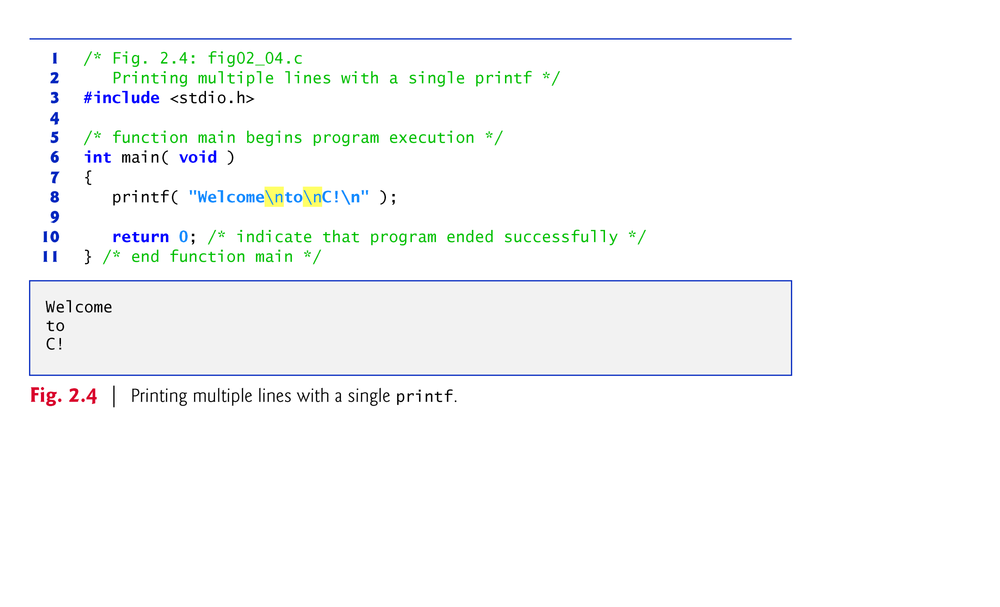 1 /* Fig. 2.4: fig02_04.c
2    Printing multiple lines with a single printf */
3 #include <stdio.h>
4
5 /* function main begins program execution */
6 int main( void )
7 {
8    printf( "Welcome\nto\nC!\n" );
9
10    return 0; /* indicate that program ended successfully */
11 } /* end function main */
Welcome
to
C!
Fig. 2.4 | Printing multiple lines with a single printf.